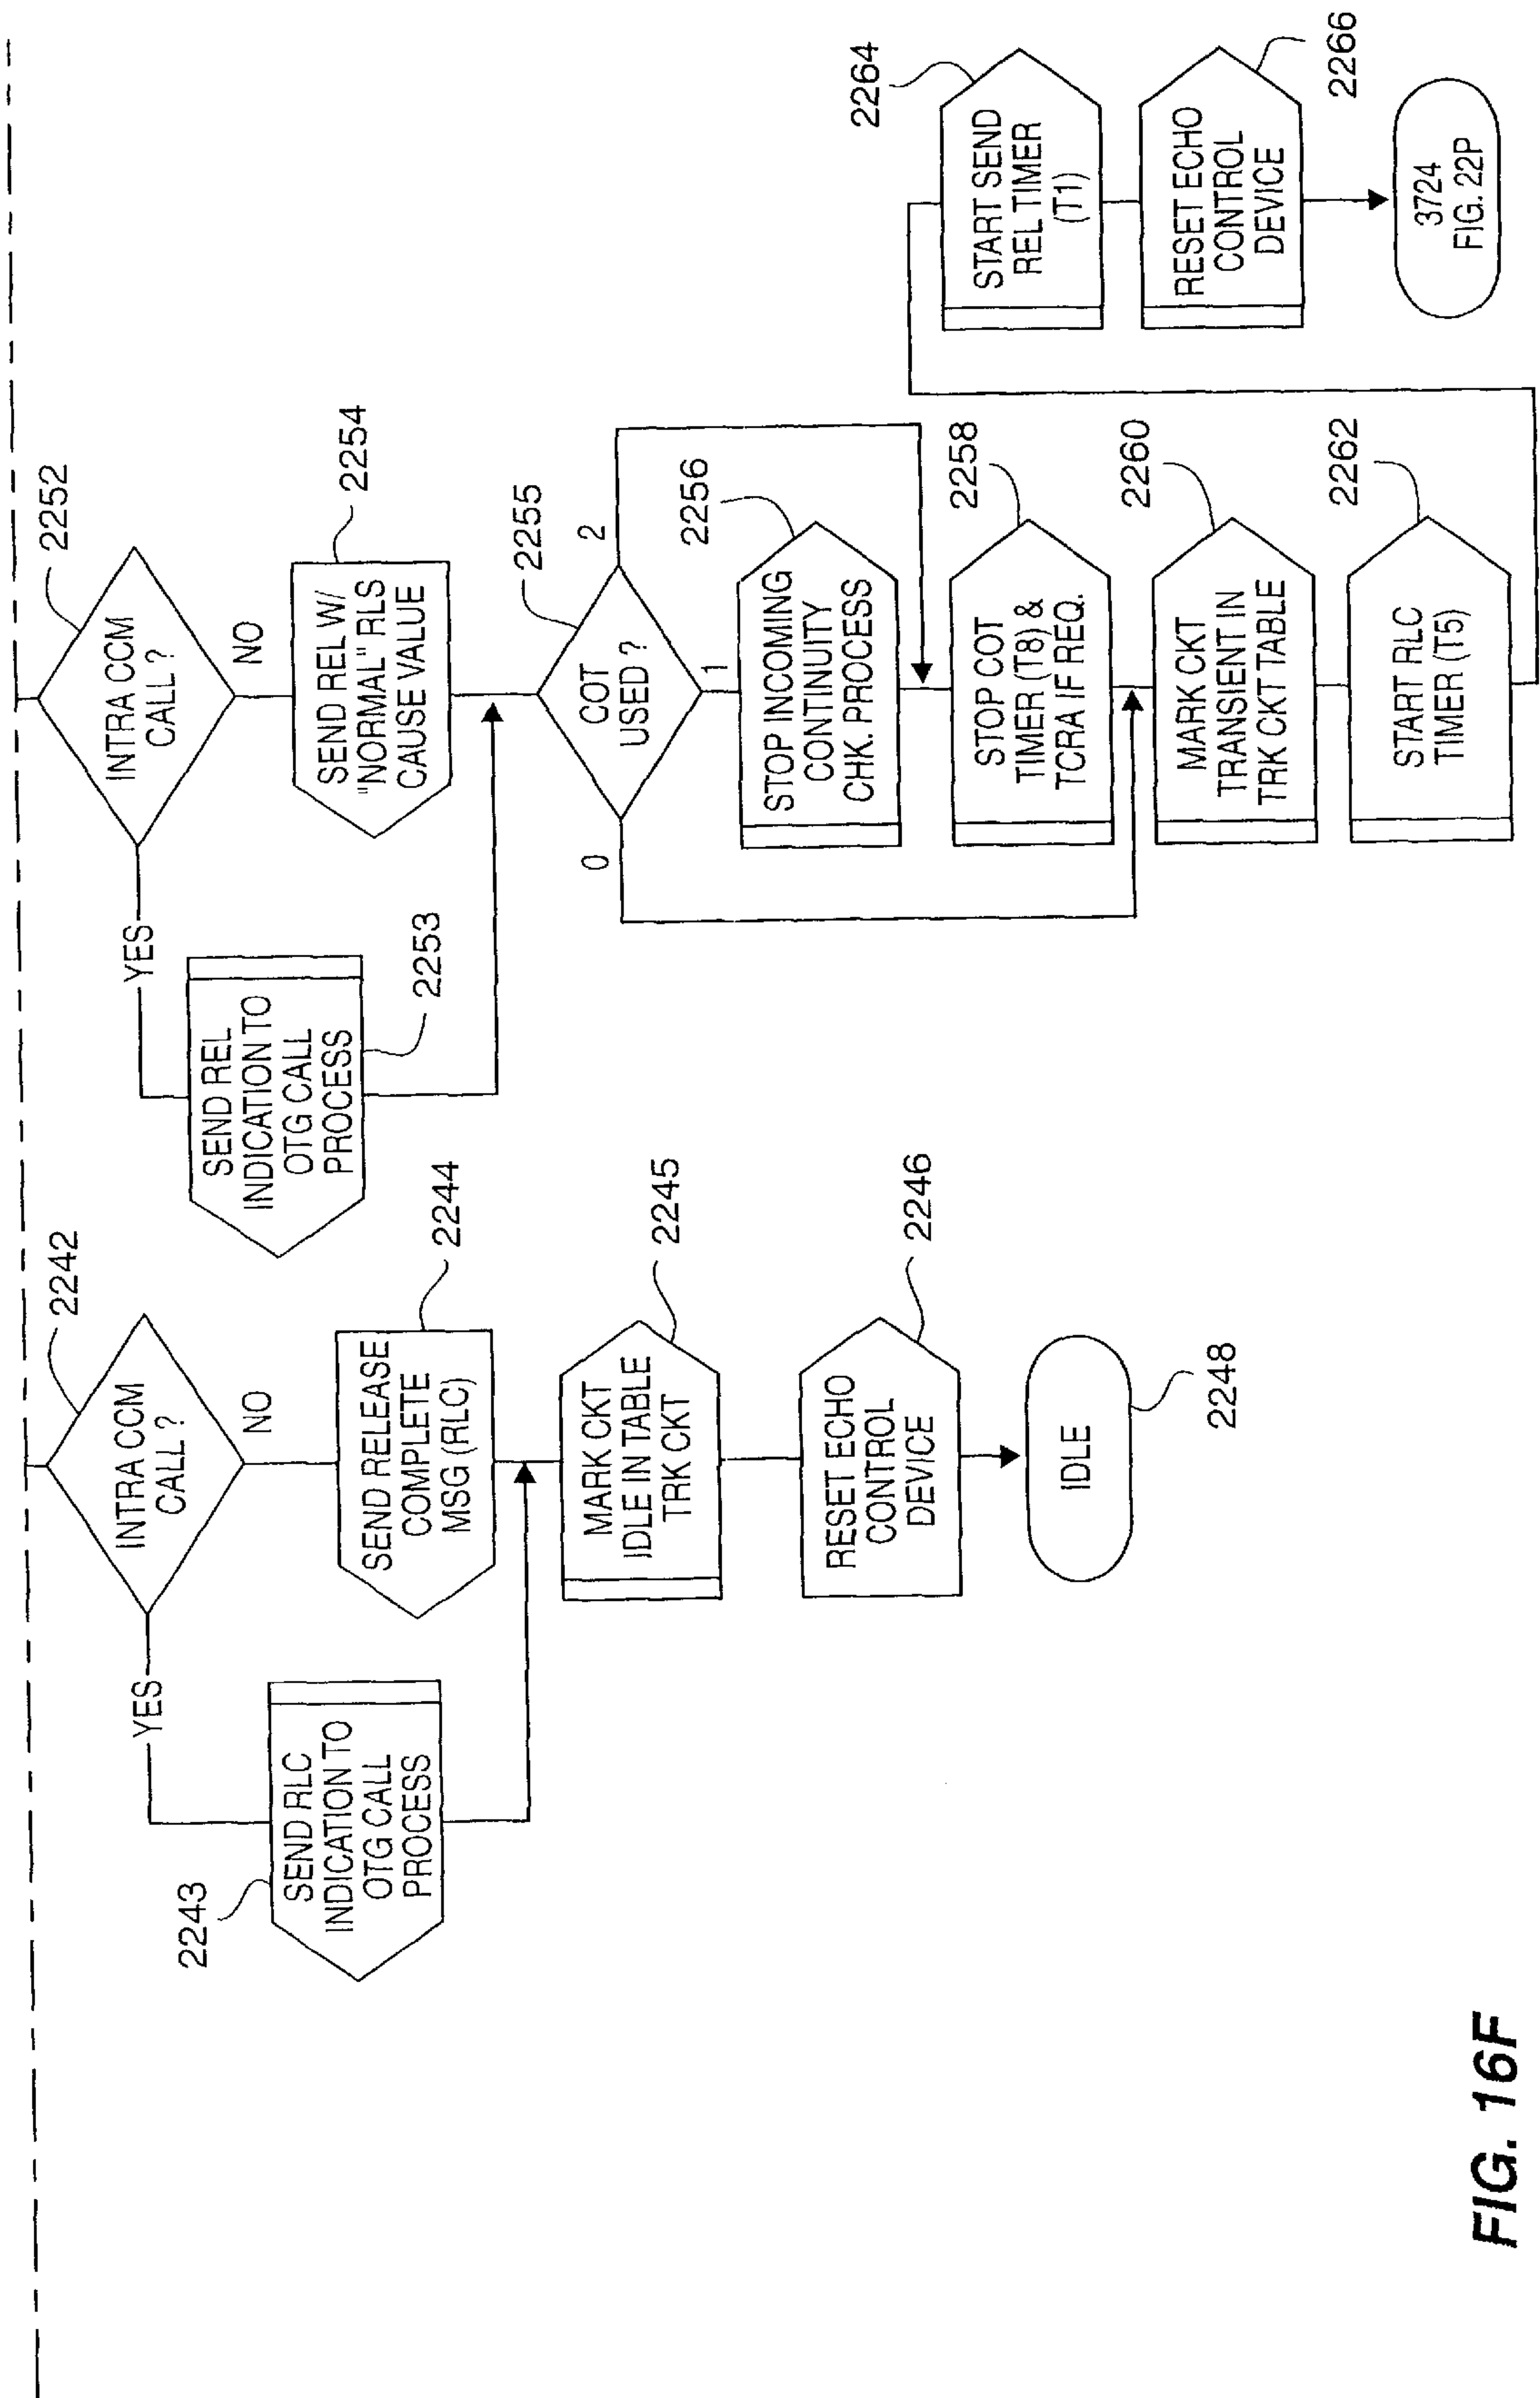 2242
INTRA CCM
CALL?
YES
NO
2243
SEND RLC
INDICATION TO
OTG CALL
PROCESS
2244
SEND RELEASE
COMPLETE
MSG (RLC)
2245
MARK CKT
IDLE IN TABLE
TRK CKT
2246
RESET ECHO
CONTROL
DEVICE
IDLE
2248
2252
INTRA CCM
CALL?
YES
NO
SEND REL
INDICATION TO
OTG CALL
PROCESS
2253
2254
SEND REL W/
"NORMAL" RLS
CAUSE VALUE
2255
COT
USED?
0
1
2
2256
STOP INCOMING
CONTINUITY
CHK. PROCESS
2258
STOP COT
TIMER (T8) &
TCRA IF REQ.
2260
MARK CKT
TRANSIENT IN
TRK CKT TABLE
2262
START RLC
TIMER (T5)
2264
START SEND
REL TIMER
(T1)
RESET ECHO
CONTROL
DEVICE
2266
3724
FIG. 22P
FIG. 16F